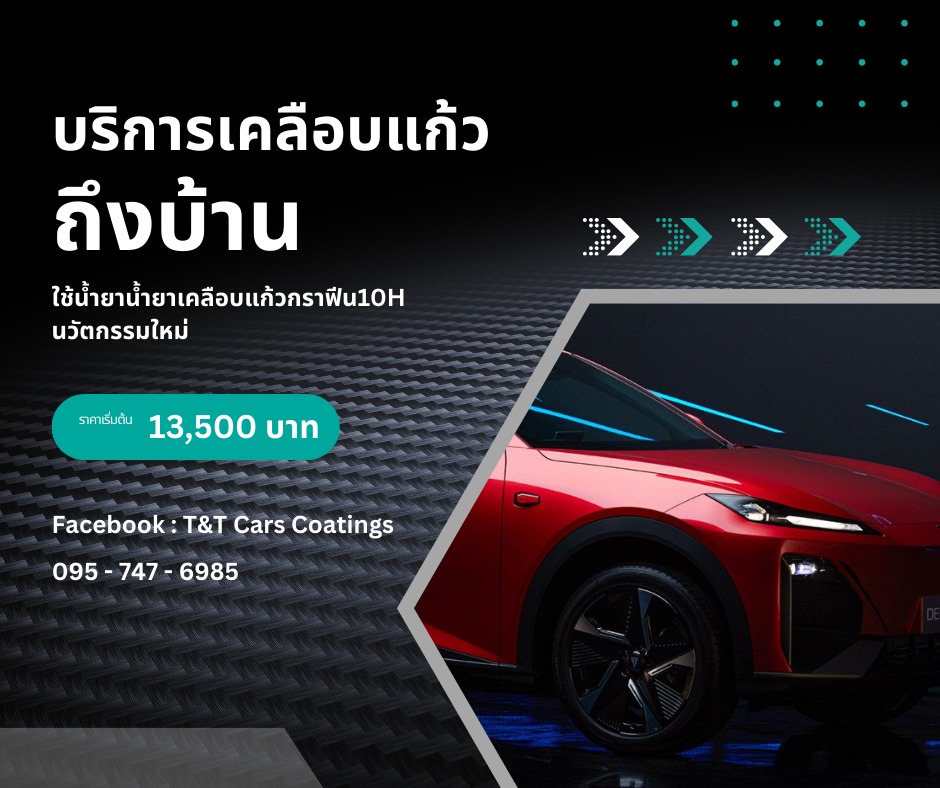 บริการเคลือบแก้ว
ถึงบ้าน
ใช้น้ำยาน้ำยาเคลือบแก้วกราฟีน10H
นวัตกรรมใหม่
ราคาเริ่มต้น 13,500 บาท
Facebook : T&T Cars Coatings
095 - 747 - 6985